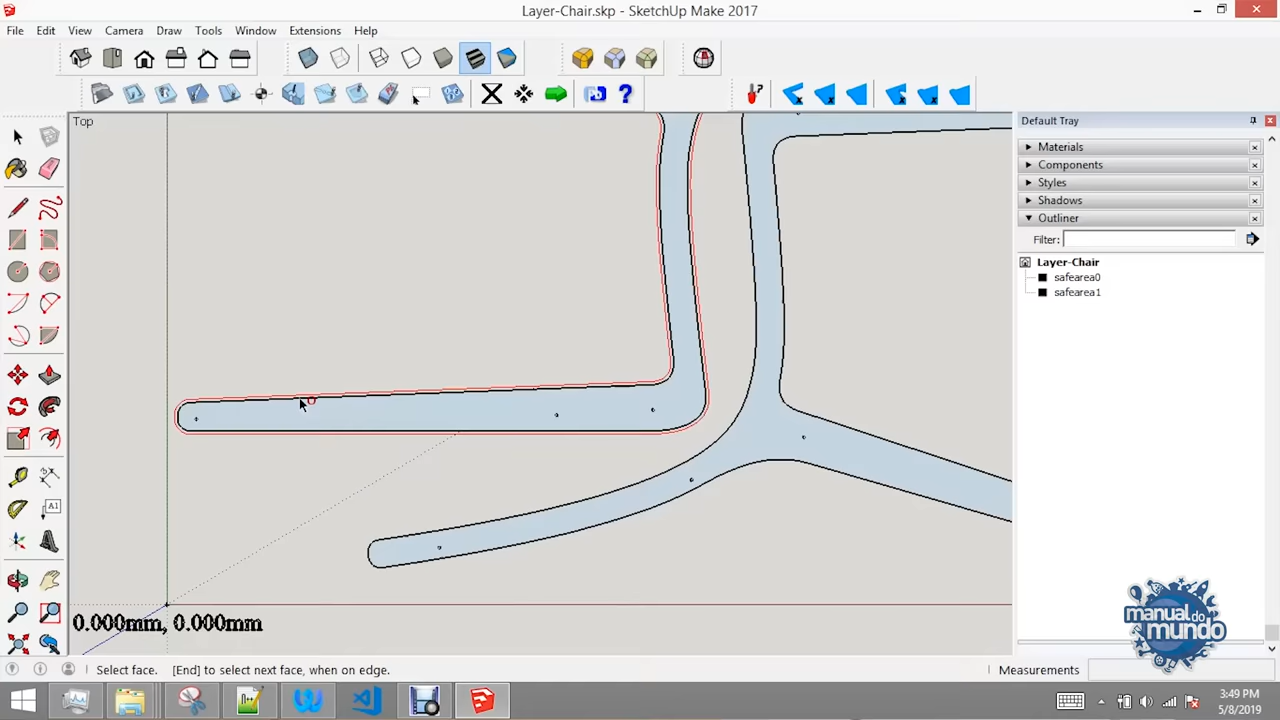 Layer-Chair.skp - SketchUp Make 2017
File Edit View Camera Draw Tools Window Extensions Help
Top
Default Tray
Materials
Components
Styles
Shadows
Outliner
Filter:
Layer-Chair
safearea0
safearea1
A1
0.000mm, 0.000mm
manual do mundo
Select face. [End] to select next face, when on edge.
Measurements
3:49 PM
5/8/2019